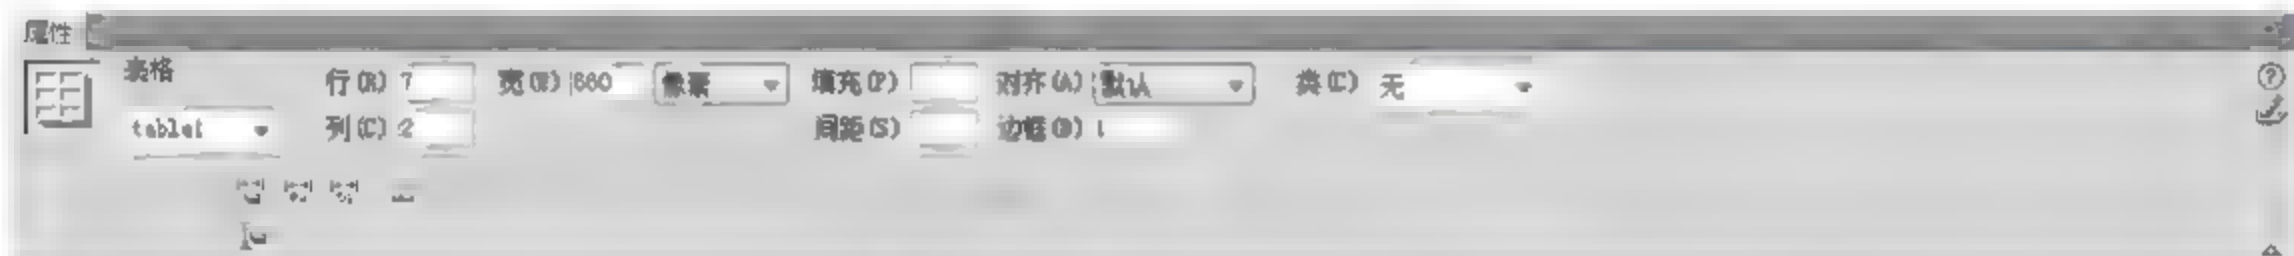 属性
表格 行(R) 7 宽(W) 660 像素 填充(P) 对齐(A) 默认 类(C) 无
列(C) 2 间距(S) 边框(B) 1